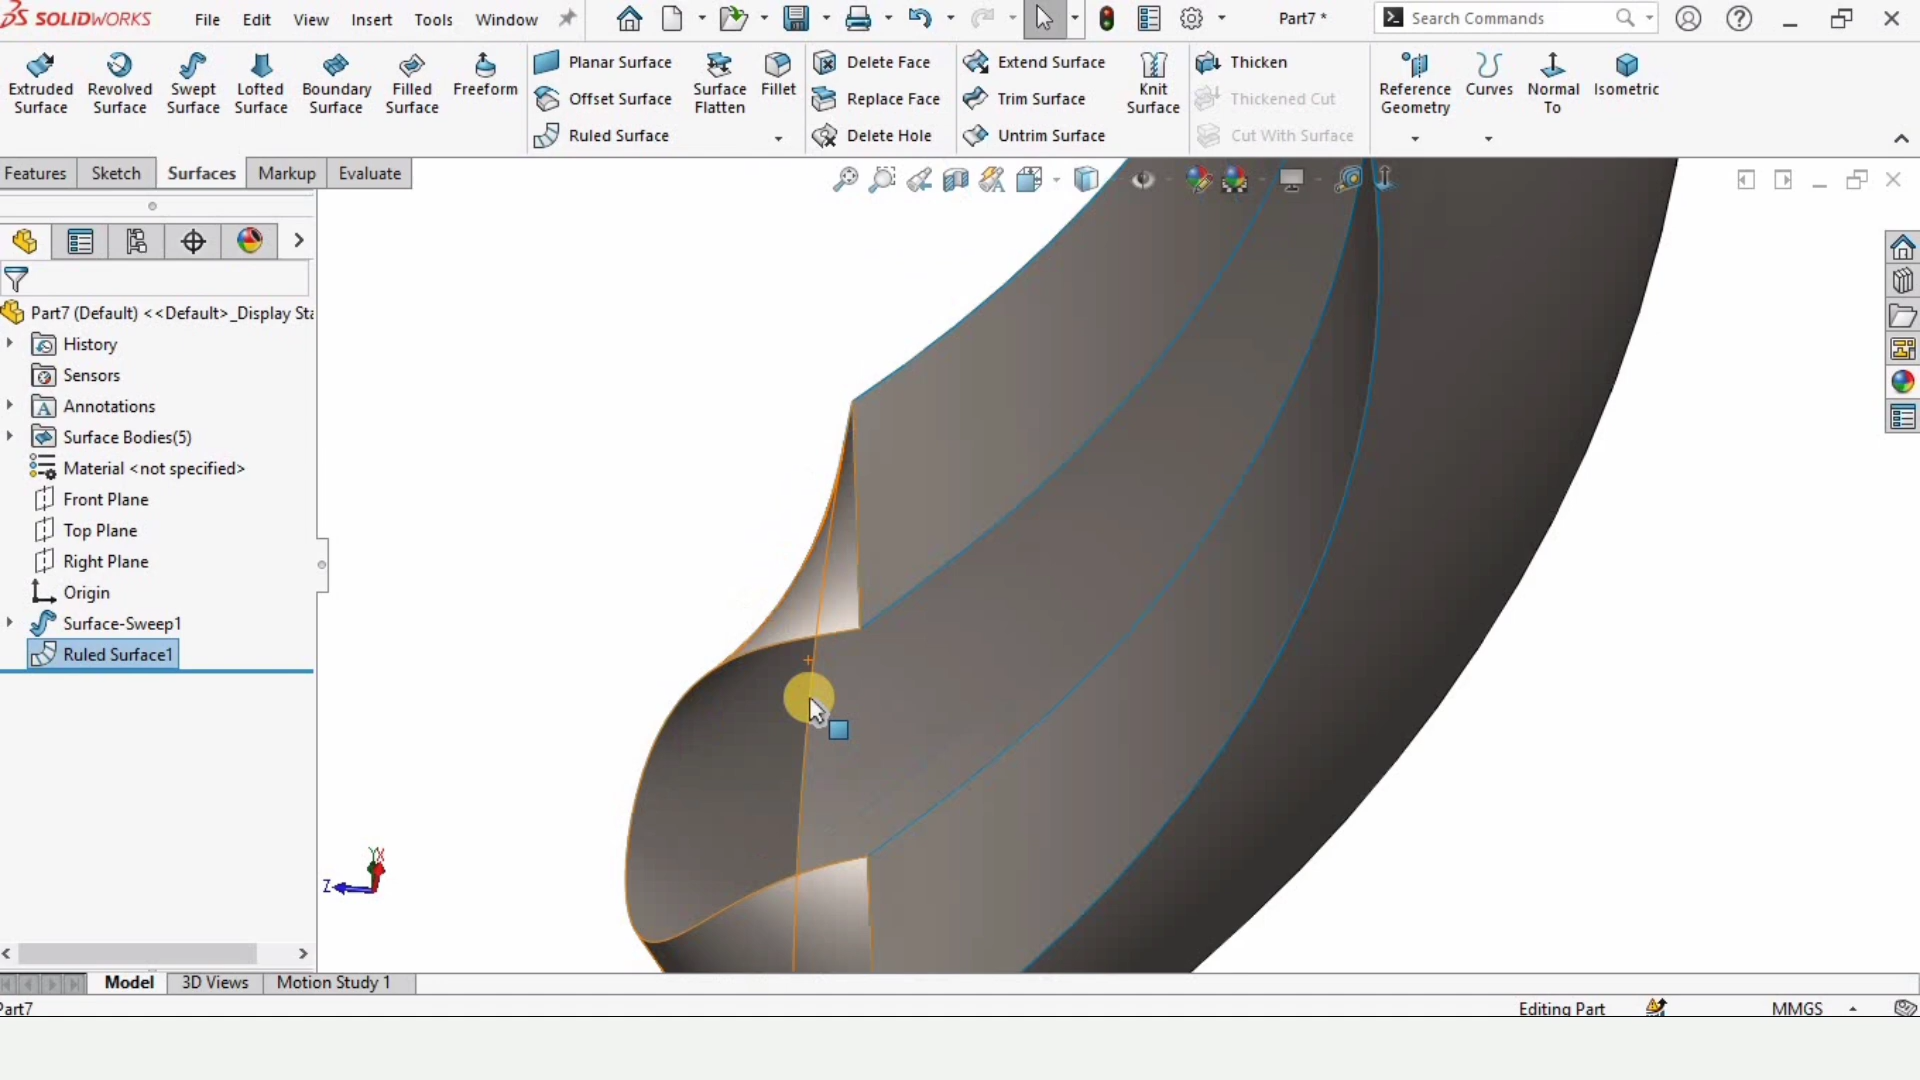 SOLIDWORKS File Edit View Insert Tools Window Part7 * Search Commands
Extruded Surface
Revolved Surface
Swept Surface
Lofted Surface
Boundary Surface
Filled Surface
Freeform
Planar Surface
Offset Surface
Ruled Surface
Surface Flatten
Fillet
Delete Face
Replace Face
Delete Hole
Extend Surface
Trim Surface
Untrim Surface
Knit Surface
Thicken
Thickened Cut
Cut With Surface
Reference Geometry
Curves
Normal To
Isometric
Features Sketch Surfaces Markup Evaluate
Part7 (Default) <<Default>_Display Sta
History
Sensors
Annotations
Surface Bodies(5)
Material <not specified>
Front Plane
Top Plane
Right Plane
Origin
Surface-Sweep1
Ruled Surface1
Z
Model 3D Views Motion Study 1
Part7 Editing Part MMGS